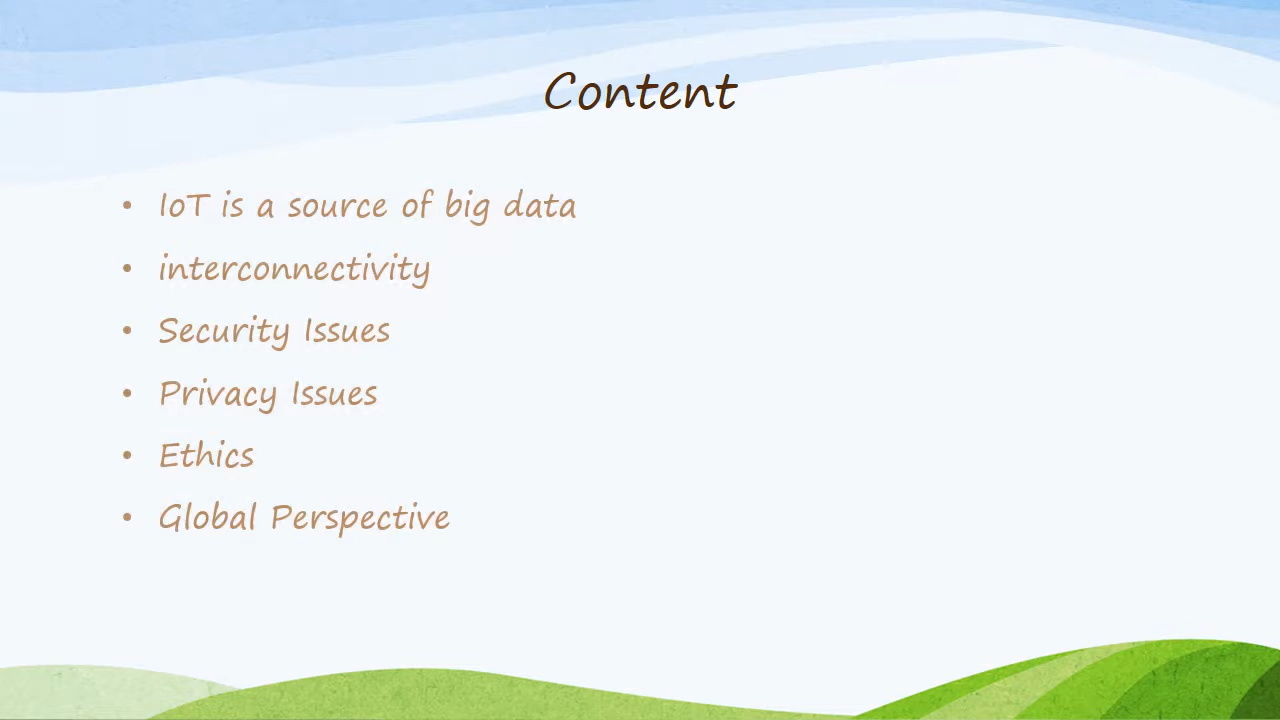 Content
• IoT is a source of big data
• interconnectivity
• Security Issues
• Privacy Issues
• Ethics
• Global Perspective